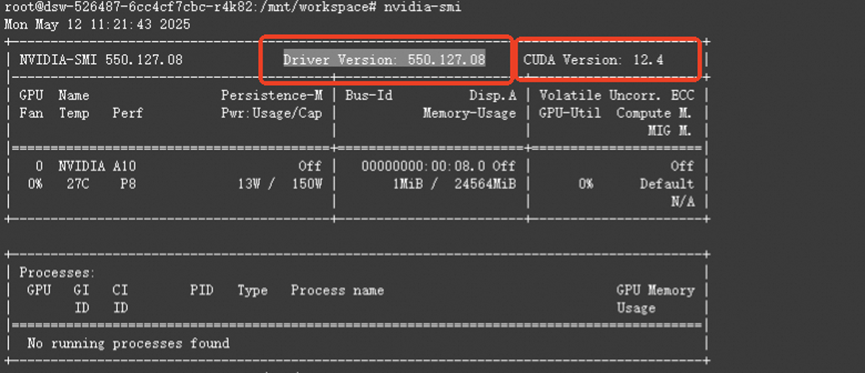 root@dsw-526487-6cc4cf7cbc-r4k82:/mnt/workspace# nvidia-smi
Mon May 12 11:21:43 2025
+-----------------------------------------------------------------------------------------+
| NVIDIA-SMI 550.127.08 Driver Version: 550.127.08 CUDA Version: 12.4 |
|-----------------------------------------+------------------------+----------------------+
| GPU Name Persistence-M | Bus-Id Disp.A | Volatile Uncorr. ECC |
| Fan Temp Perf Pwr:Usage/Cap | Memory-Usage | GPU-Util Compute M. |
| | | MIG M. |
|=========================================+========================+======================|
| 0 NVIDIA A10 Off | 00000000:00:08.0 Off | Off |
| 0% 27C P8 13W / 150W | 1MiB / 24564MiB | 0% Default |
| | | N/A |
+-----------------------------------------+------------------------+----------------------+
+-----------------------------------------------------------------------------------------+
| Processes: |
| GPU GI CI PID Type Process name GPU Memory |
| ID ID Usage |
|=========================================================================================|
| No running processes found |
+-----------------------------------------------------------------------------------------+